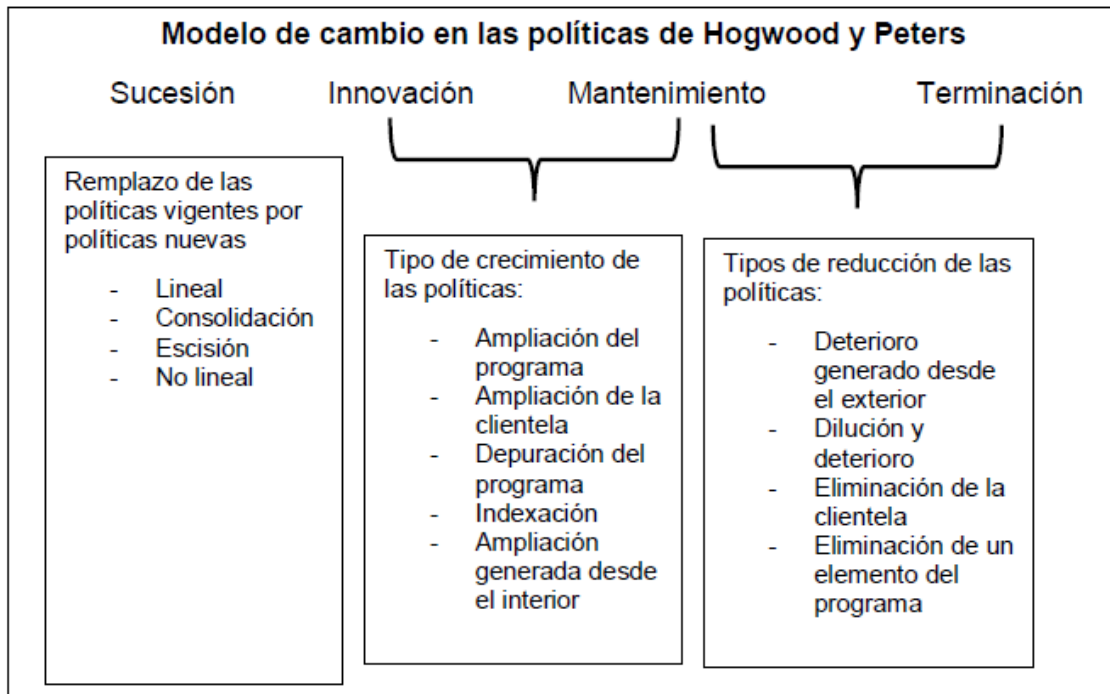 Modelo de cambio en las políticas de Hogwood y Peters
Sucesión Innovación Mantenimiento Terminación
Remplazo de las
políticas vigentes por
políticas nuevas
- Lineal
- Consolidación
- Escisión
- No lineal
Tipo de crecimiento de
las políticas:
- Ampliación del
programa
- Ampliación de la
clientela
- Depuración del
programa
- Indexación
- Ampliación
generada desde
el interior
Tipos de reducción de las
políticas:
- Deterioro
generado desde
el exterior
- Dilución y
deterioro
- Eliminación de la
clientela
- Eliminación de un
elemento del
programa